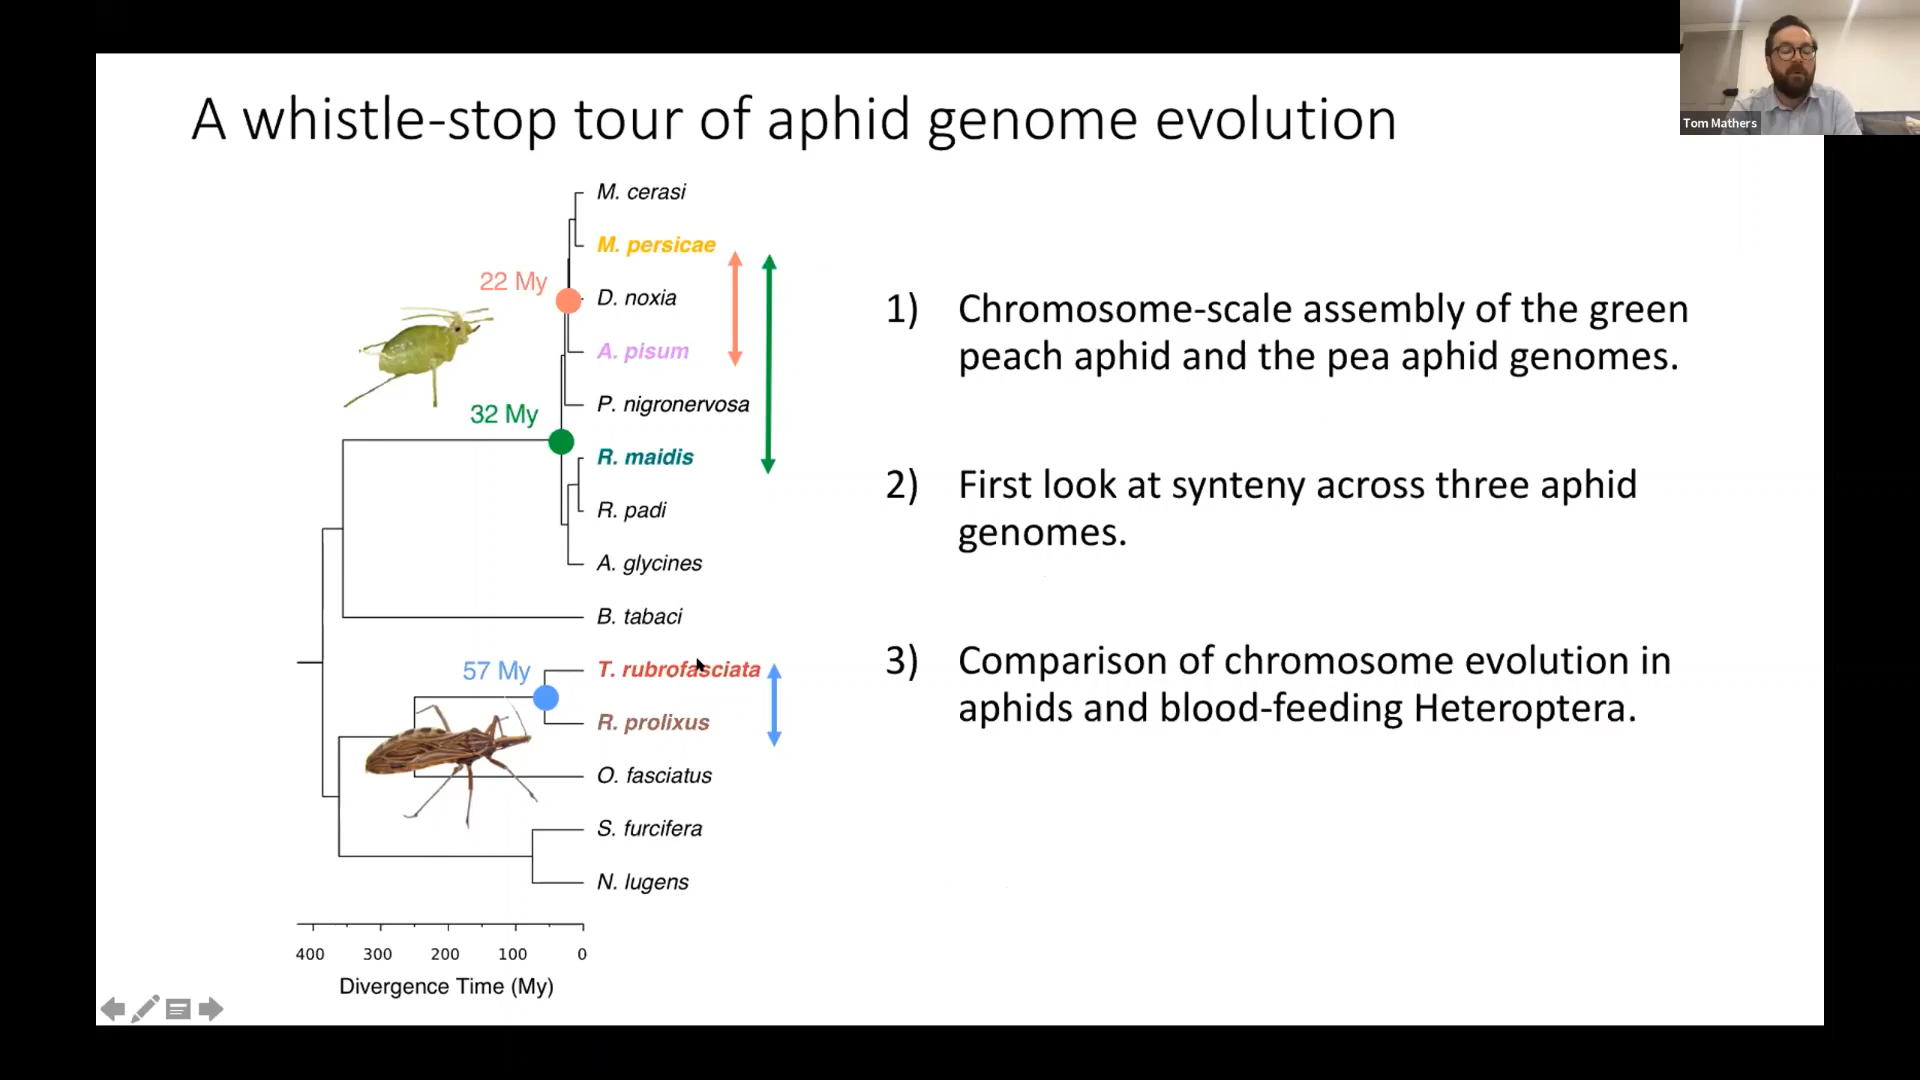 A whistle-stop tour of aphid genome evolution
Tom Mathers
M. cerasi
M. persicae
22 My
D. noxia
A. pisum
P. nigronervosa
32 My
R. maidis
R. padi
A. glycines
B. tabaci
57 My
T. rubrofasciata
R. prolixus
O. fasciatus
S. furcifera
N. lugens
400 300 200 100 0
Divergence Time (My)
1) Chromosome-scale assembly of the green
peach aphid and the pea aphid genomes.
2) First look at synteny across three aphid
genomes.
3) Comparison of chromosome evolution in
aphids and blood-feeding Heteroptera.